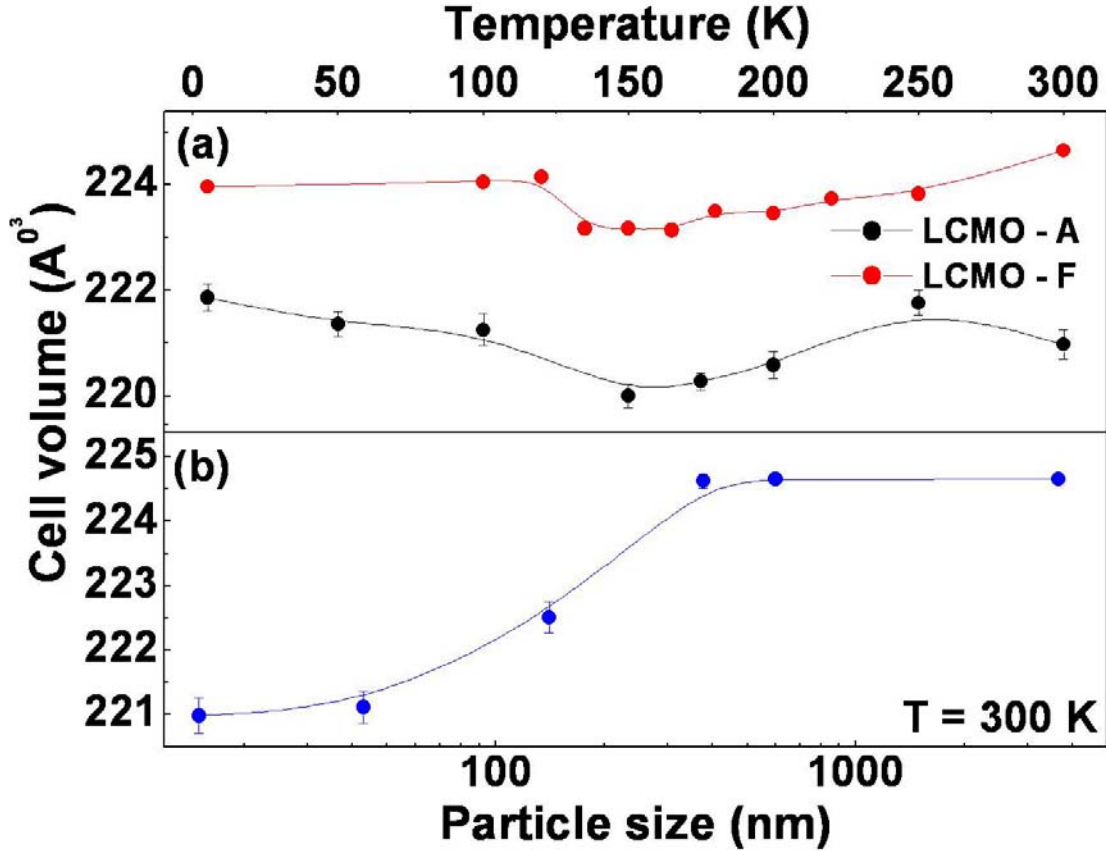 Temperature (K)
0 50 100 150 200 250 300
(a)
224
222
220
LCMO - A
LCMO - F
Cell volume (A⁰³)
(b)
225
224
223
222
221
T = 300 K
100 1000
Particle size (nm)